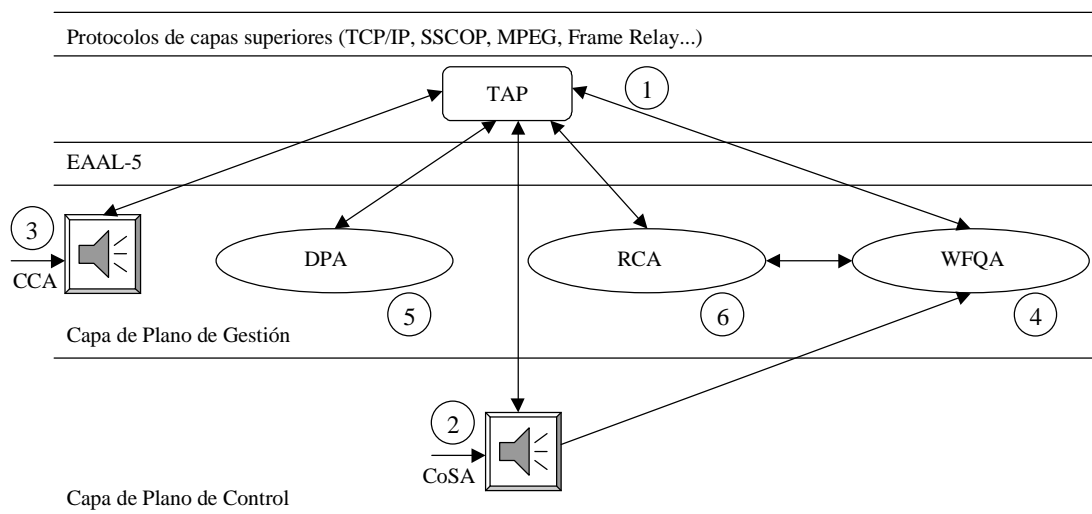 Protocolos de capas superiores (TCP/IP, SSCOP, MPEG, Frame Relay...)
TAP
1
EAAL-5
3
CCA
DPA
RCA
WFQA
5
6
4
Capa de Plano de Gestión
2
CoSA
Capa de Plano de Control